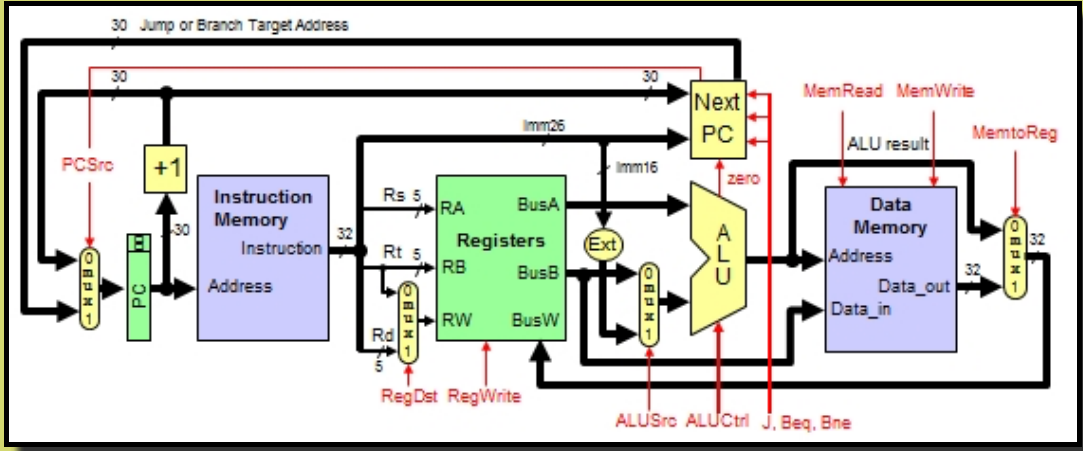 30 Jump or Branch Target Address
30
30
Next
PC
MemRead MemWrite
Imm26
ALU result
MemtoReg
PCSrc
+1
Imm16
zero
Instruction
Memory
Rs 5
RA
BusA
Data
Memory
30
32
Instruction
Registers
Ext
A
L
U
0
m
u
x
1
0
m
u
x
1
32
Rt 5
RB
BusB
0
m
u
x
1
Address
32
PC
00
Address
0
m
u
x
1
Data_out
Data_in
Rd
5
RW
BusW
0
m
u
x
1
RegDst RegWrite
ALUSrc ALUCtrl J, Beq, Bne